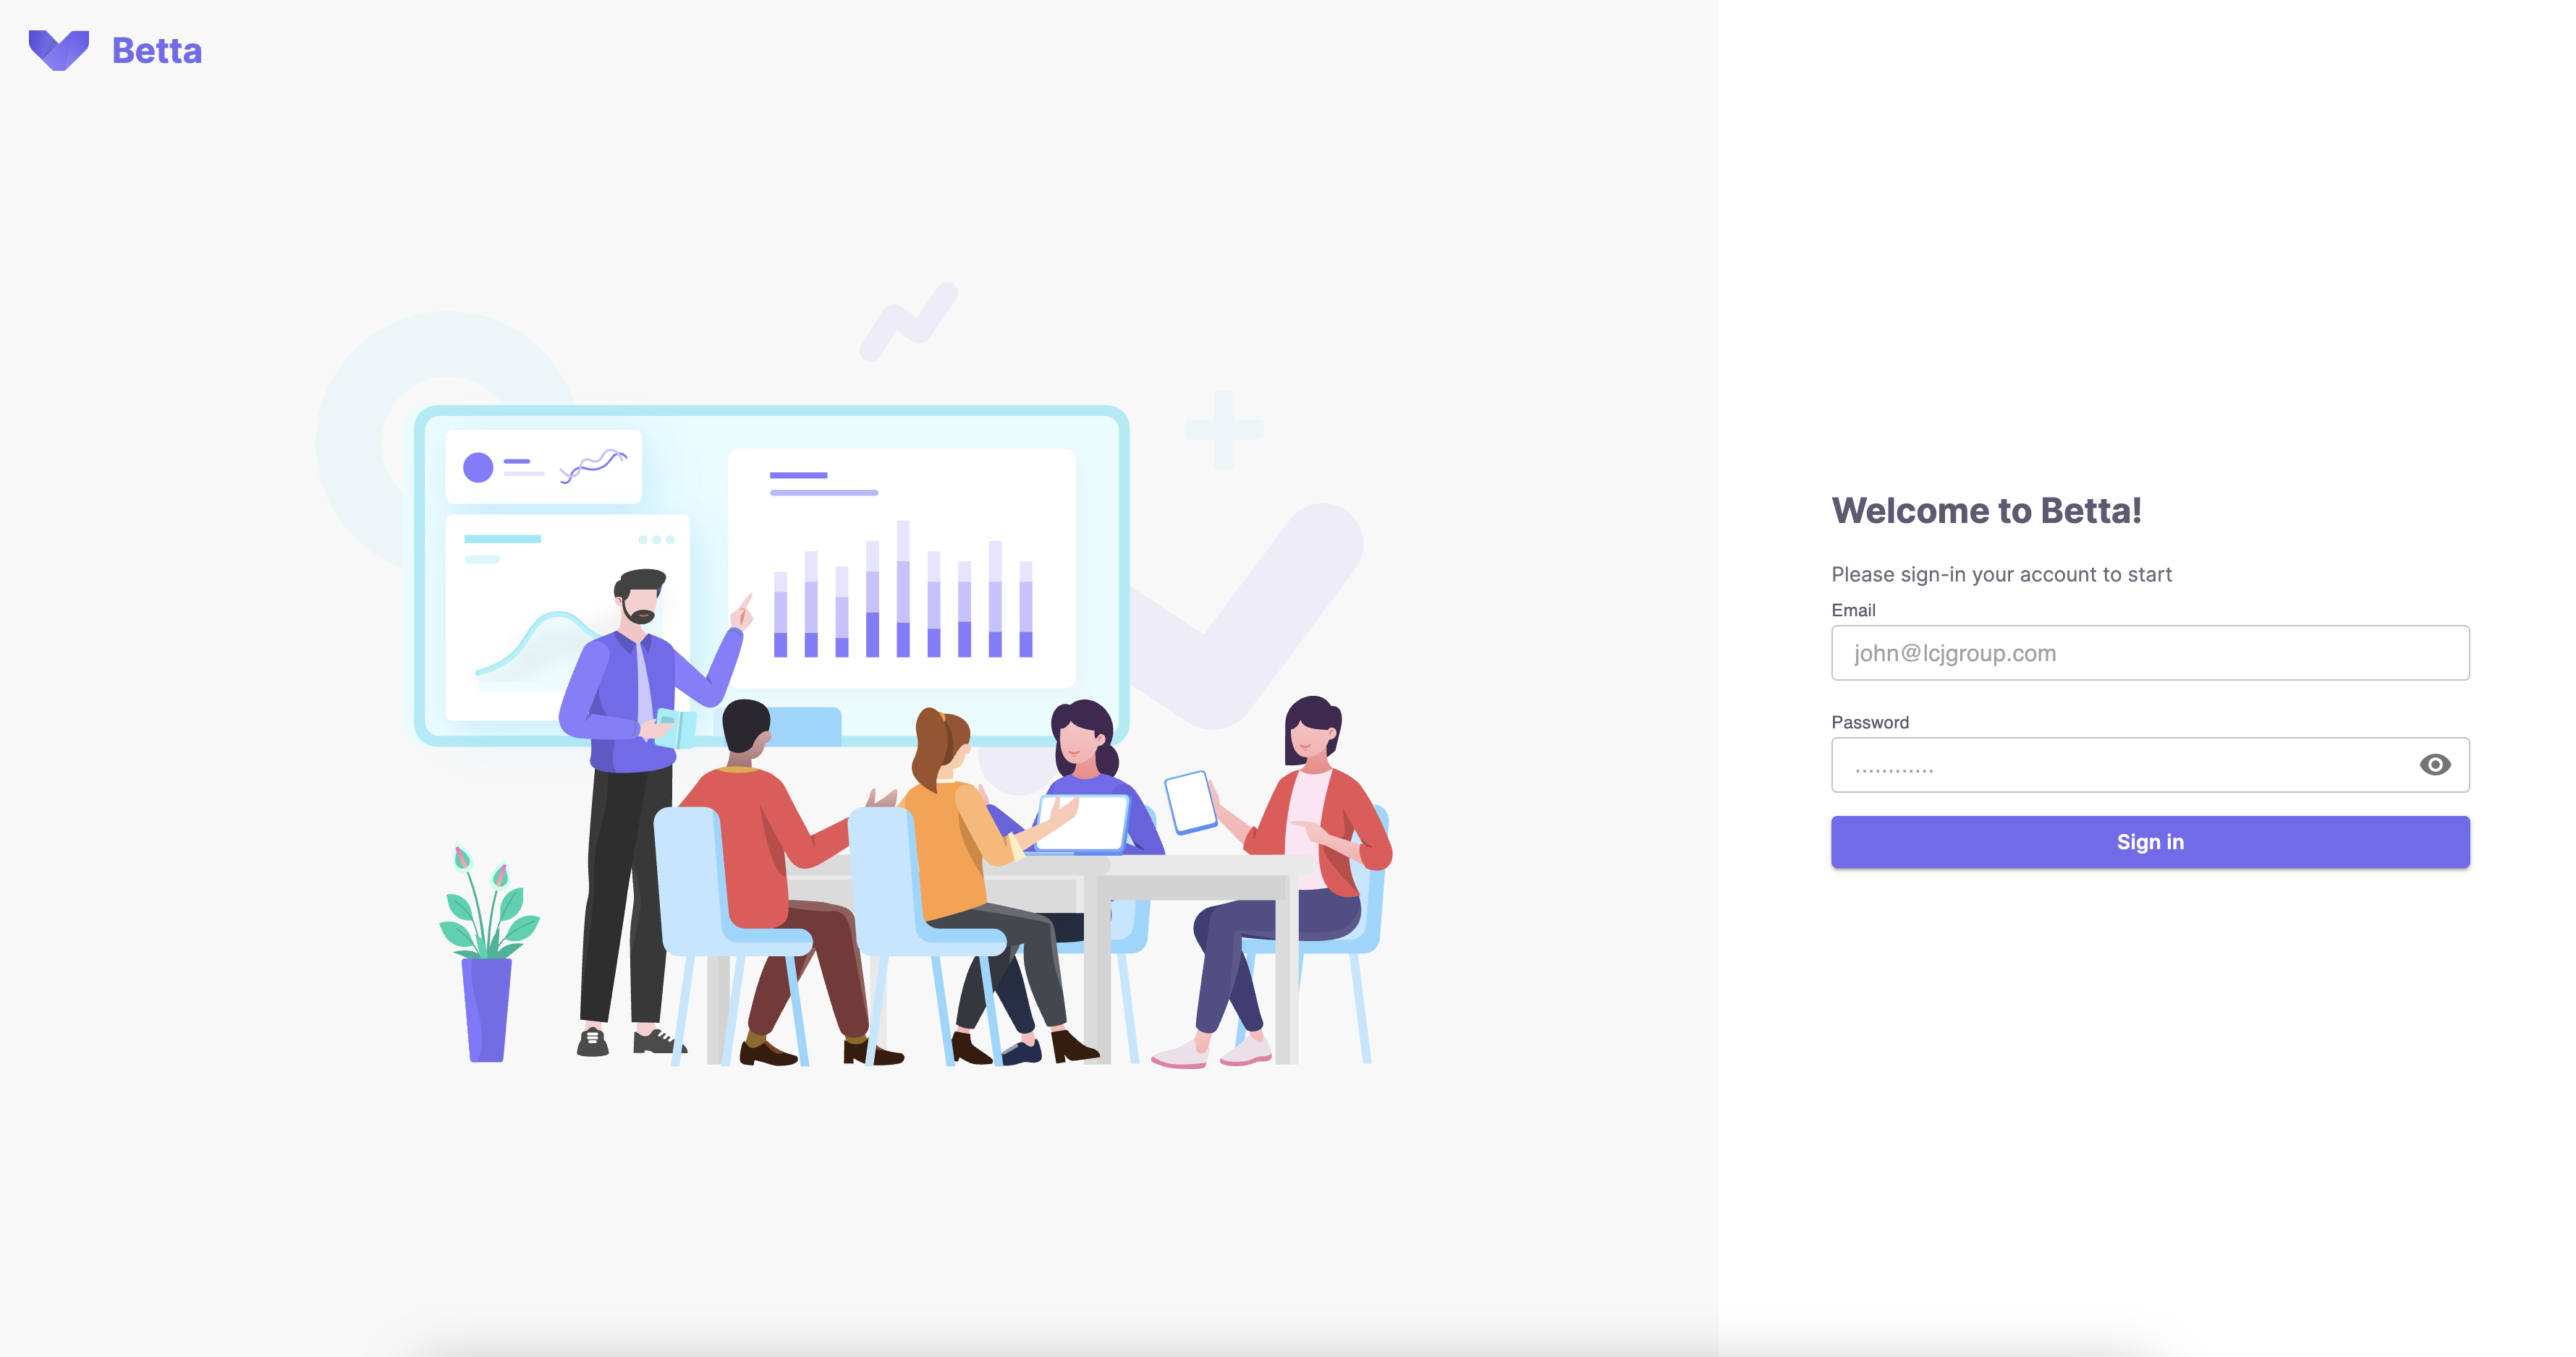 Betta
Welcome to Betta!
Please sign-in your account to start
Email
john@lcjgroup.com
Password
............
Sign in